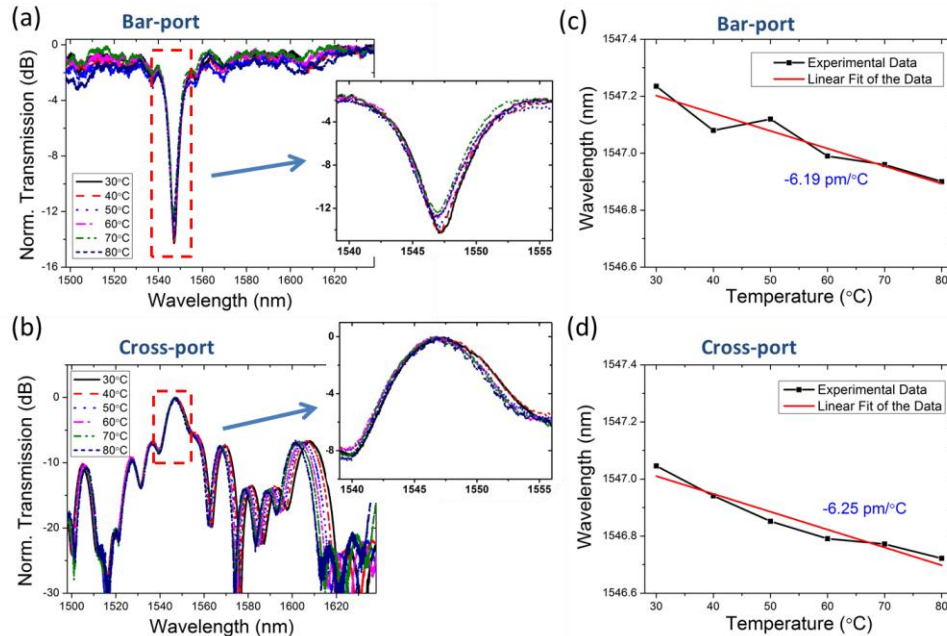 (a)
Bar-port
Norm. Transmission (dB)
0
-4
-8
-12
-16
30°C
40°C
50°C
60°C
70°C
80°C
1500 1520 1540 1560 1580 1600 1620
Wavelength (nm)
0
-4
-8
-12
1540 1545 1550 1555
(c)
Bar-port
Wavelength (nm)
1547.4
1547.2
1547.0
1546.8
1546.6
Experimental Data
Linear Fit of the Data
-6.19 pm/°C
30 40 50 60 70 80
Temperature (°C)
(b)
Cross-port
Norm. Transmission (dB)
0
-10
-20
-30
30°C
40°C
50°C
60°C
70°C
80°C
1500 1520 1540 1560 1580 1600 1620
Wavelength (nm)
0
-4
-8
1540 1545 1550 1555
(d)
Cross-port
Wavelength (nm)
1547.4
1547.2
1547.0
1546.8
1546.6
Experimental Data
Linear Fit of the Data
-6.25 pm/°C
30 40 50 60 70 80
Temperature (°C)